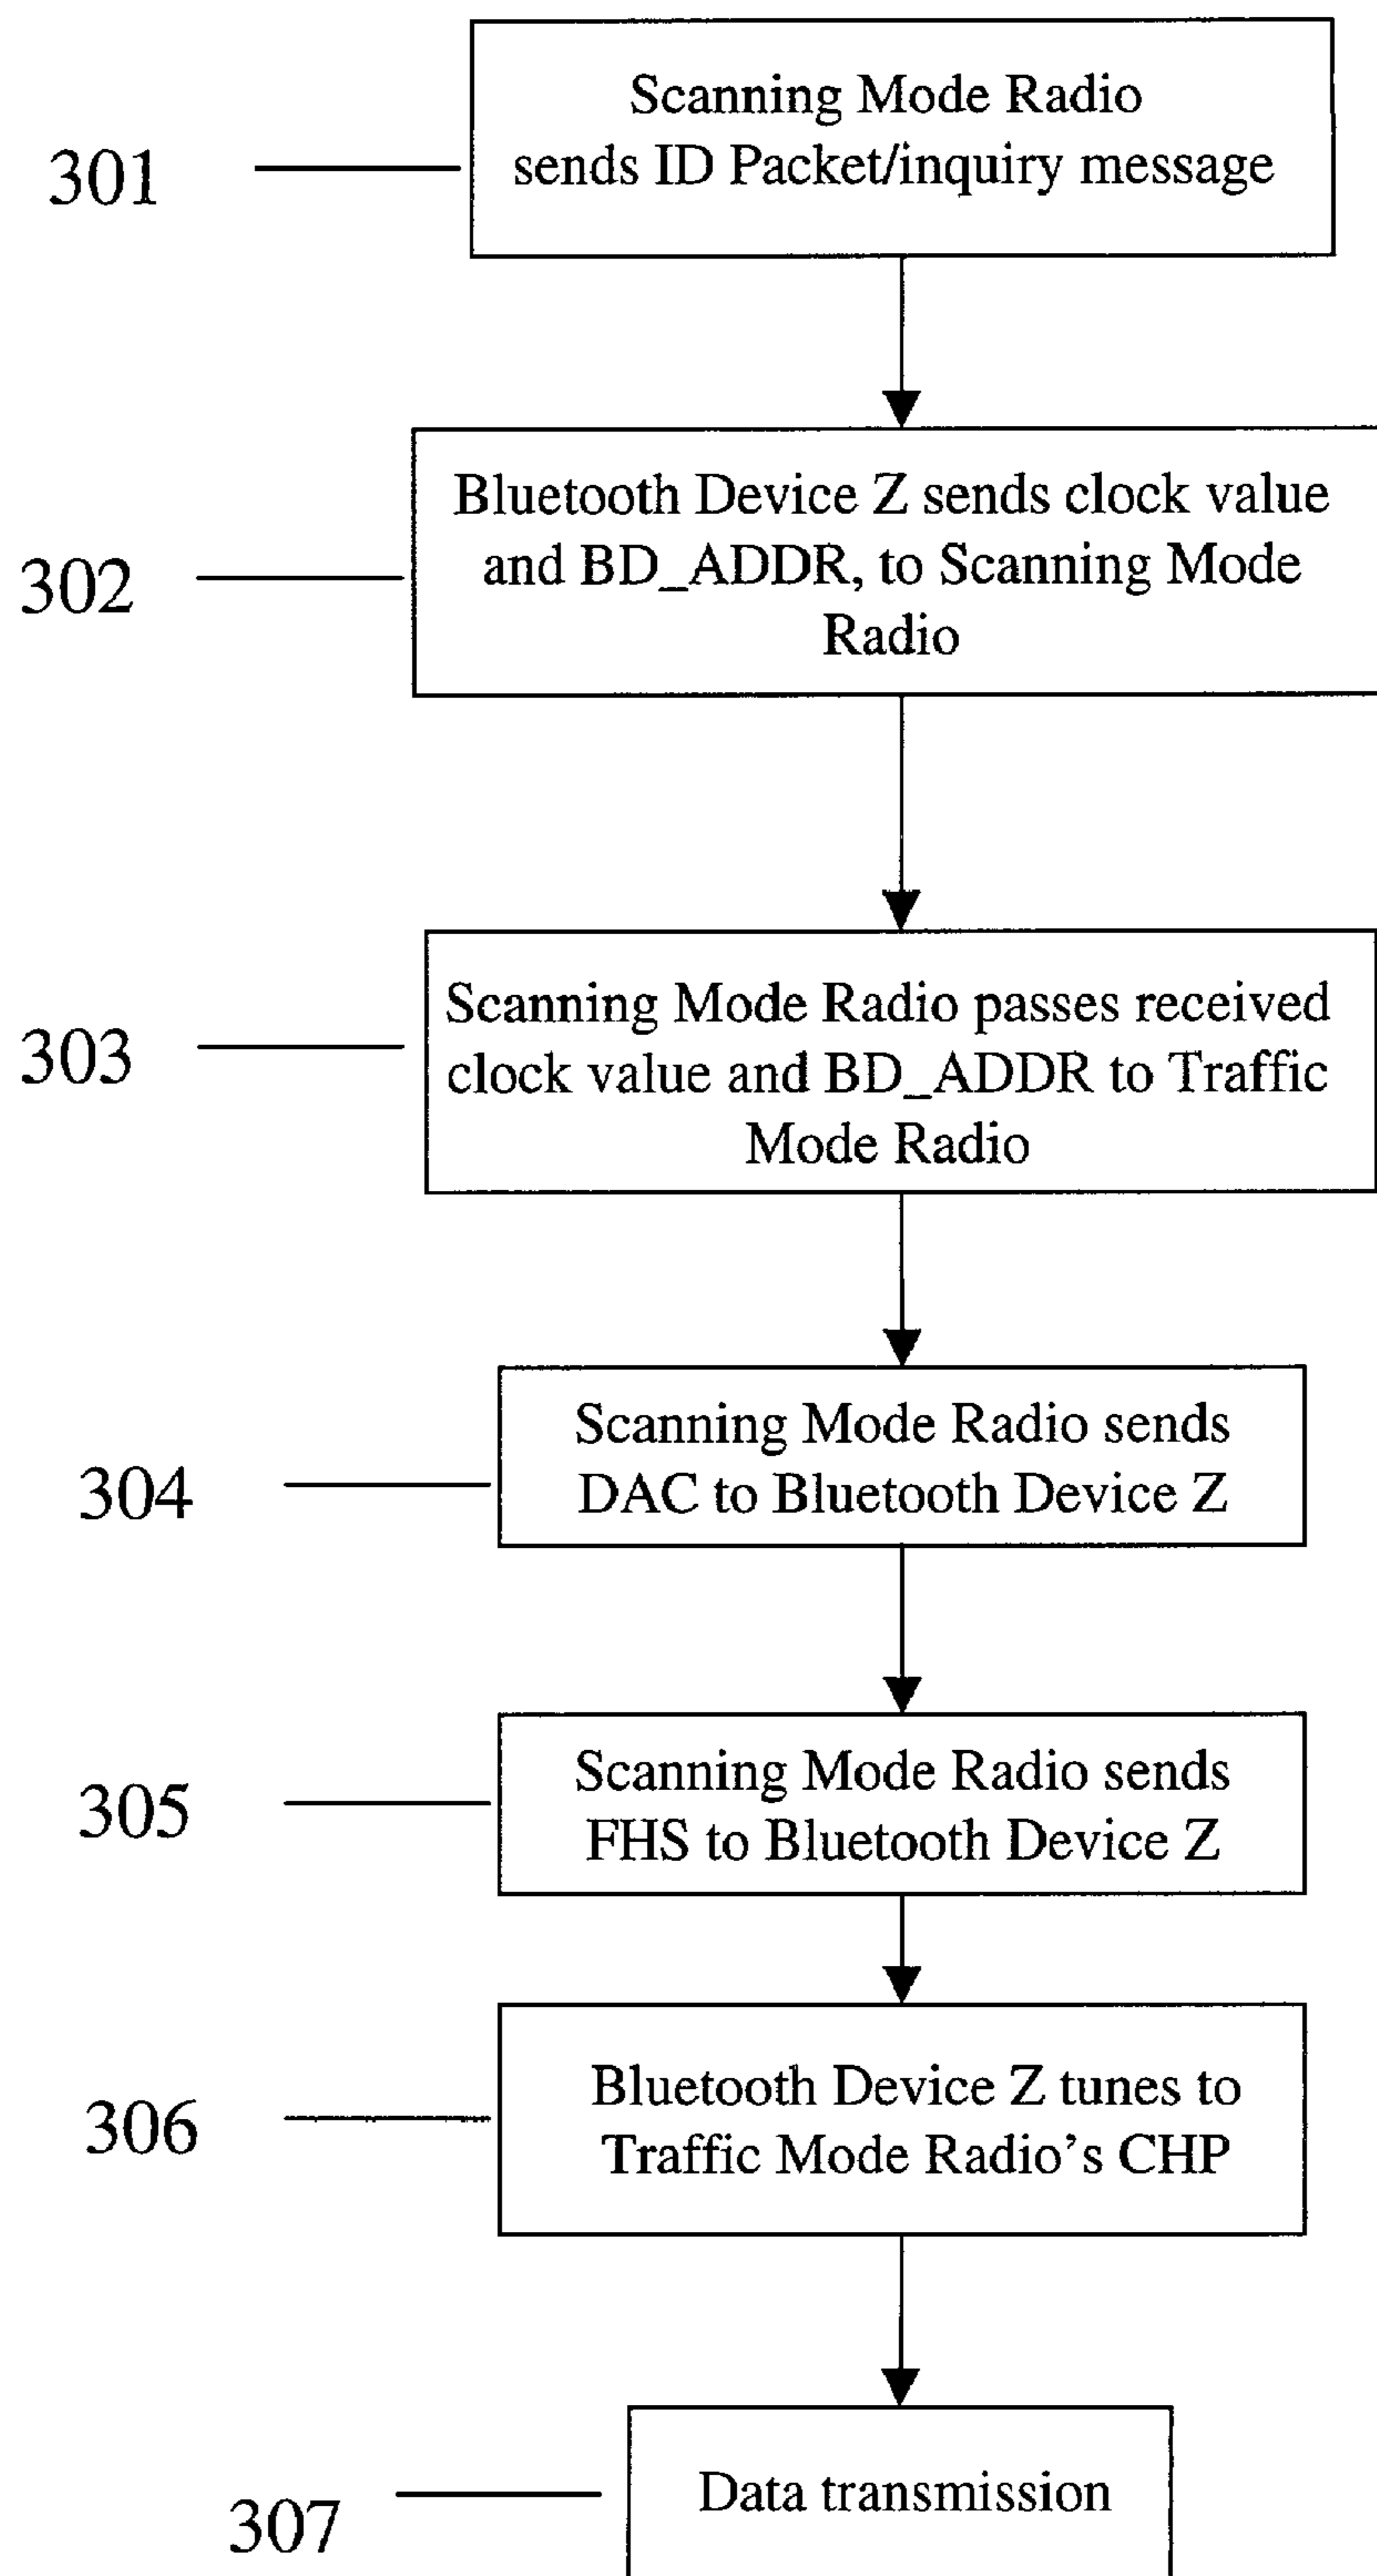 301
Scanning Mode Radio
sends ID Packet/inquiry message
302
Bluetooth Device Z sends clock value
and BD_ADDR, to Scanning Mode
Radio
303
Scanning Mode Radio passes received
clock value and BD_ADDR to Traffic
Mode Radio
304
Scanning Mode Radio sends
DAC to Bluetooth Device Z
305
Scanning Mode Radio sends
FHS to Bluetooth Device Z
306
Bluetooth Device Z tunes to
Traffic Mode Radio's CHP
307
Data transmission